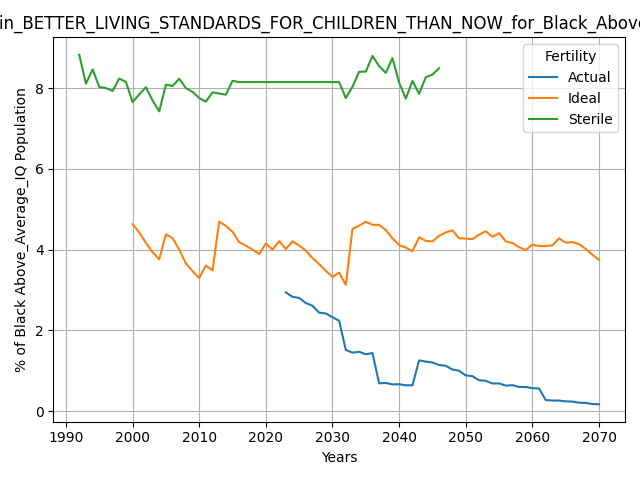 in_BETTER_LIVING_STANDARDS_FOR_CHILDREN_THAN_NOW_for_Black_Above
Fertility
Actual
Ideal
Sterile
% of Black Above_Average_IQ Population
8
6
4
2
0
1990 2000 2010 2020 2030 2040 2050 2060 2070
Years